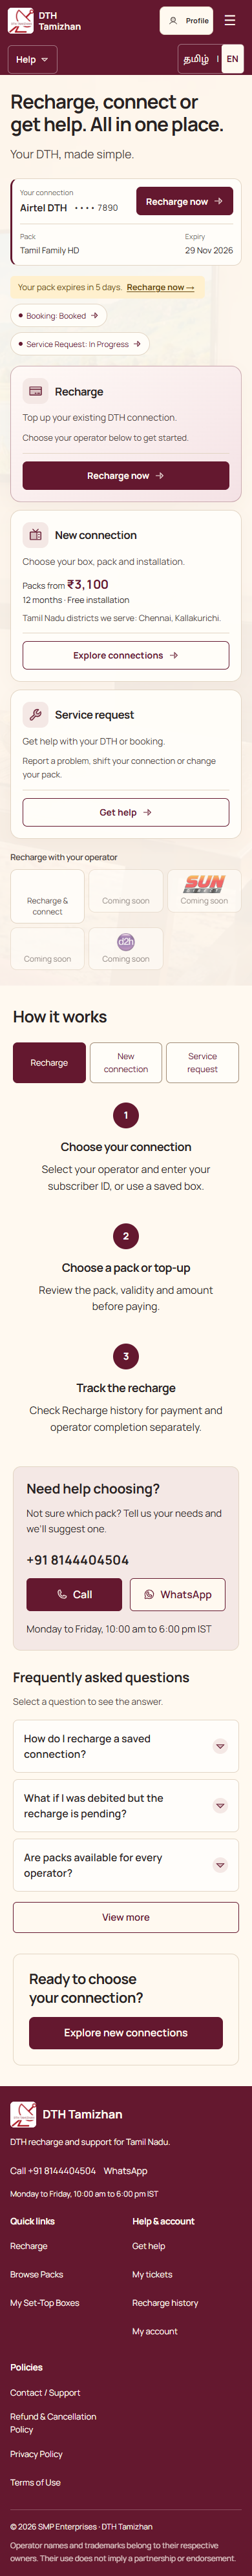 DTH
Tamizhan
Profile
Help
தமிழ் | EN
Recharge, connect or
get help. All in one place.
Your DTH, made simple.
Your connection
Airtel DTH •••• 7890
Recharge now
Pack
Expiry
Tamil Family HD
29 Nov 2026
Your pack expires in 5 days. Recharge now →
Booking: Booked
Service Request: In Progress
Recharge
Top up your existing DTH connection.
Choose your operator below to get started.
Recharge now
New connection
Choose your box, pack and installation.
Packs from ₹3,100
12 months · Free installation
Tamil Nadu districts we serve: Chennai, Kallakurichi.
Explore connections
Service request
Get help with your DTH or booking.
Report a problem, shift your connection or change
your pack.
Get help
Recharge with your operator
Recharge &
connect
Coming soon
SUN
Coming soon
Coming soon
d2h
Coming soon
How it works
Recharge
New
connection
Service
request
1
Choose your connection
Select your operator and enter your
subscriber ID, or use a saved box.
2
Choose a pack or top-up
Review the pack, validity and amount
before paying.
3
Track the recharge
Check Recharge history for payment and
operator completion separately.
Need help choosing?
Not sure which pack? Tell us your needs and
we'll suggest one.
+91 8144404504
Call
WhatsApp
Monday to Friday, 10:00 am to 6:00 pm IST
Frequently asked questions
Select a question to see the answer.
How do I recharge a saved
connection?
What if I was debited but the
recharge is pending?
Are packs available for every
operator?
View more
Ready to choose
your connection?
Explore new connections
DTH Tamizhan
DTH recharge and support for Tamil Nadu.
Call +91 8144404504 WhatsApp
Monday to Friday, 10:00 am to 6:00 pm IST
Quick links
Recharge
Browse Packs
My Set-Top Boxes
Help & account
Get help
My tickets
Recharge history
My account
Policies
Contact / Support
Refund & Cancellation
Policy
Privacy Policy
Terms of Use
© 2026 SMP Enterprises · DTH Tamizhan
Operator names and trademarks belong to their respective
owners. Their use does not imply a partnership or endorsement.